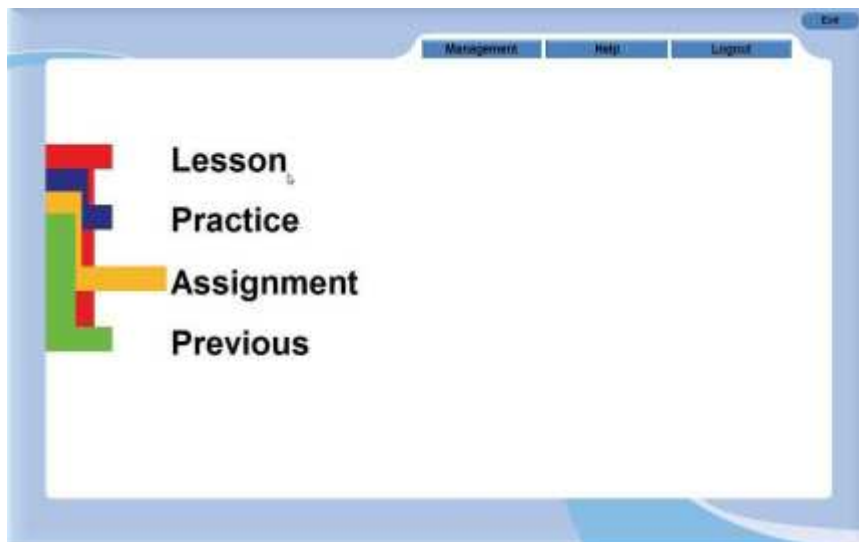 Exit
Management Help Logout
Lesson
Practice
Assignment
Previous